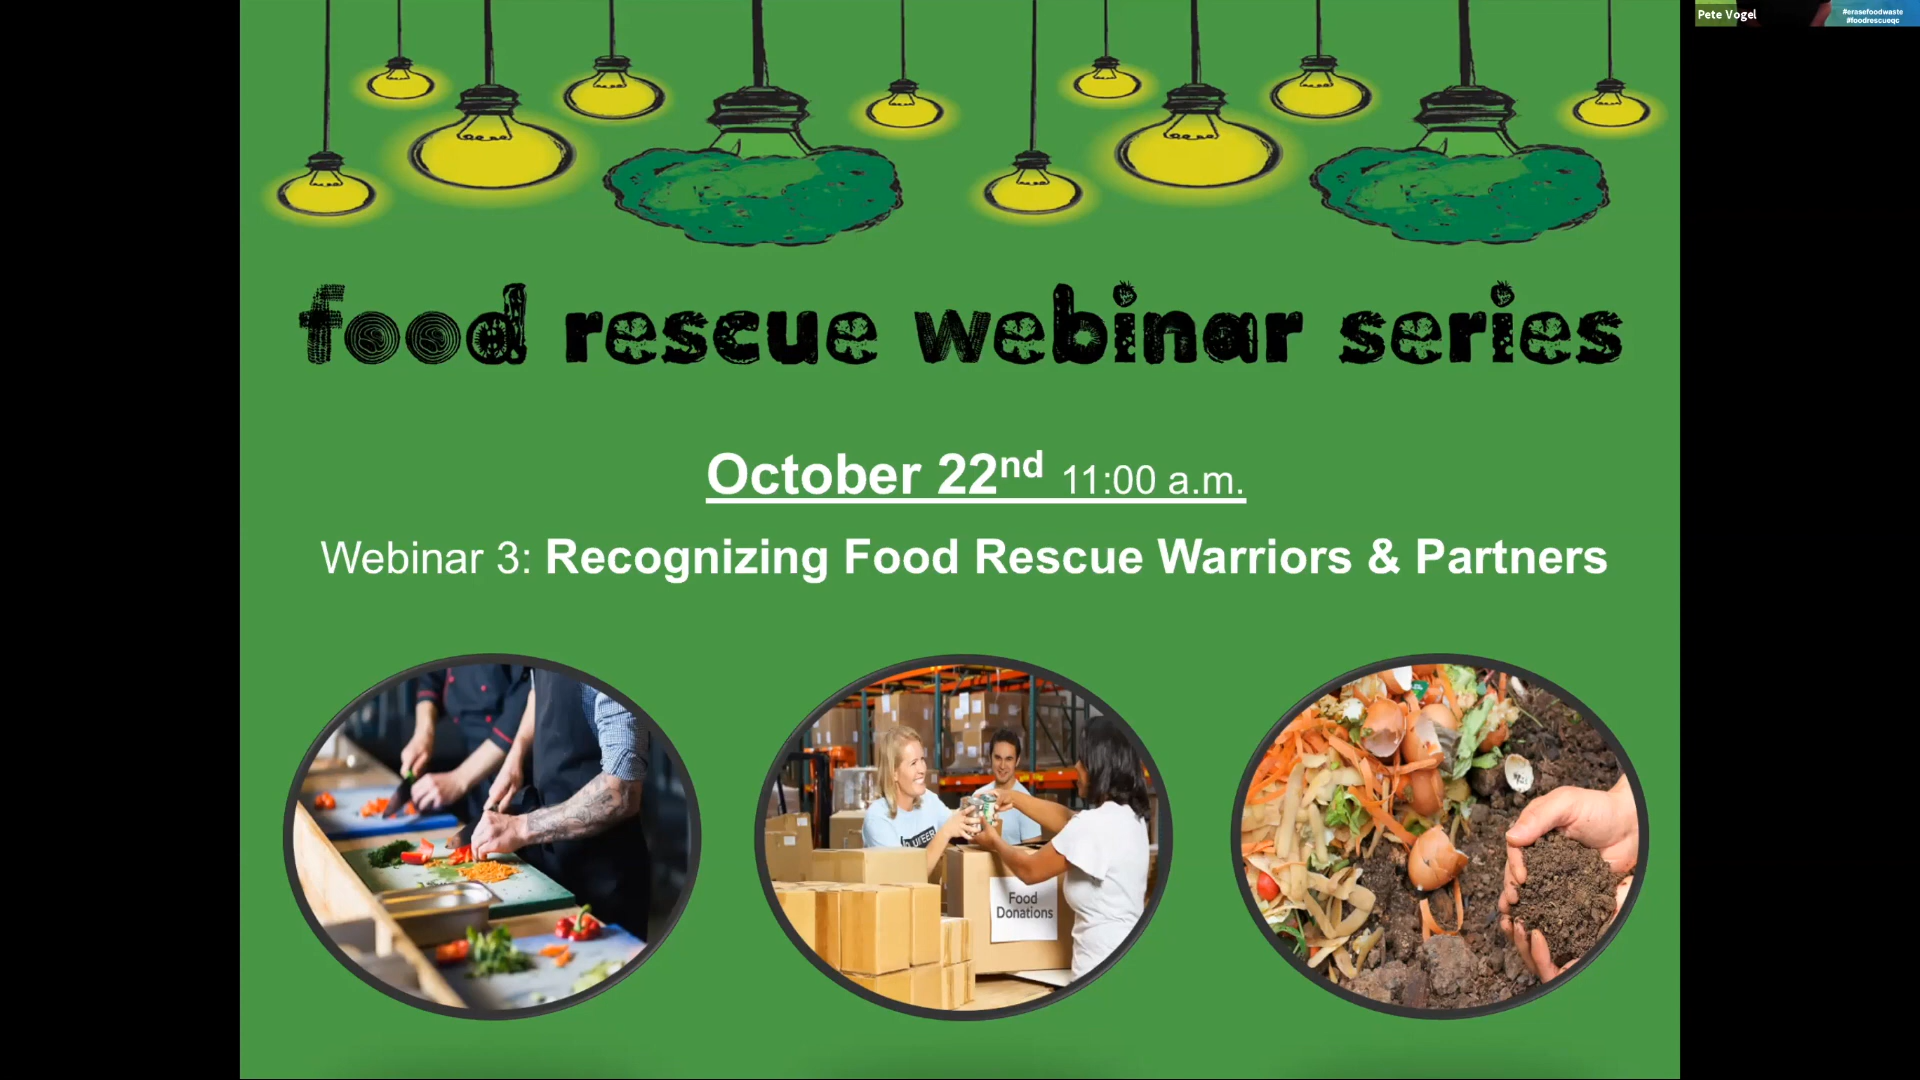 Pete Vogel
#erasefoodwaste
#foodrescueqc
food rescue webinar series
October 22nd 11:00 a.m.
Webinar 3: Recognizing Food Rescue Warriors & Partners
Food
Donations